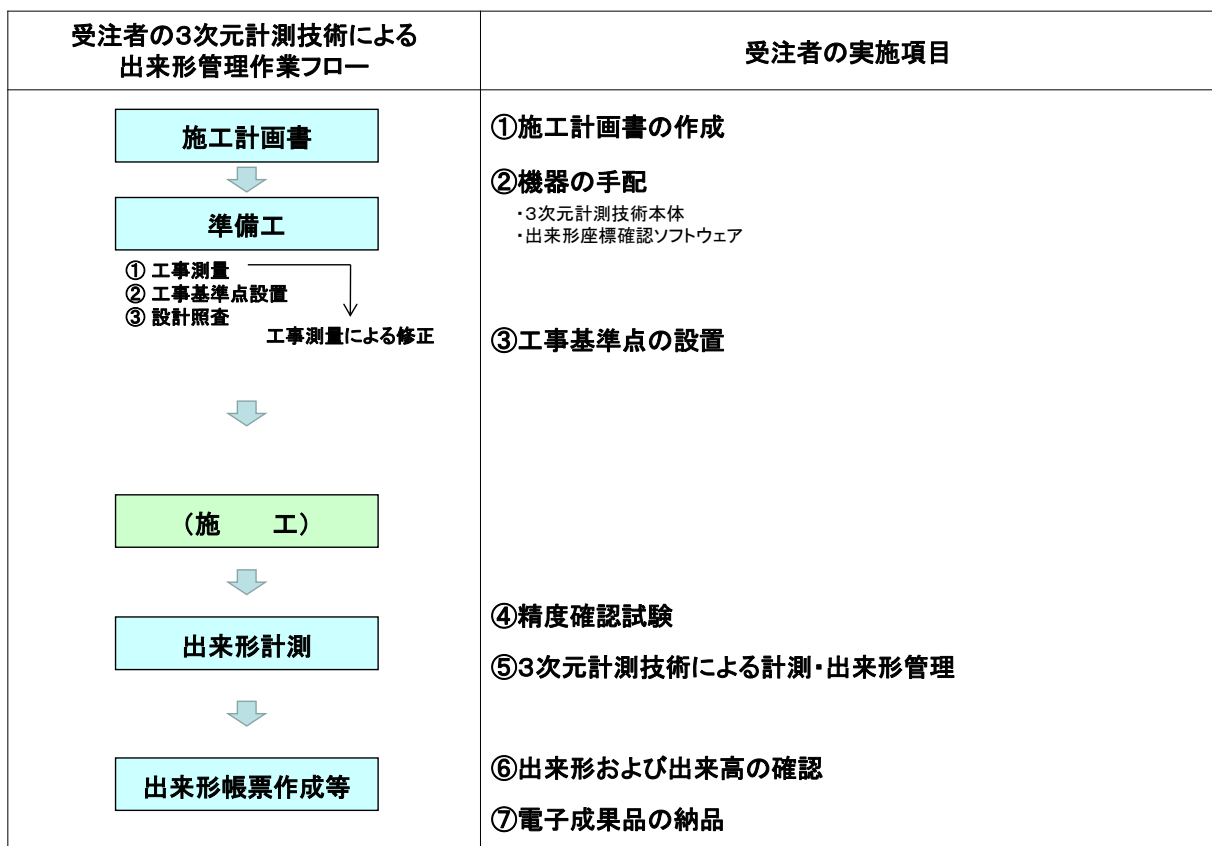 受注者の３次元計測技術による
出来形管理作業フロー
受注者の実施項目
施工計画書
準備工
① 工事測量
② 工事基準点設置
③ 設計照査
工事測量による修正
（施　　工）
出来形計測
出来形帳票作成等
①施工計画書の作成
②機器の手配
・３次元計測技術本体
・出来形座標確認ソフトウェア
③工事基準点の設置
④精度確認試験
⑤３次元計測技術による計測・出来形管理
⑥出来形および出来高の確認
⑦電子成果品の納品